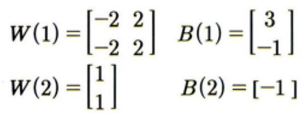 W(1) = [-2 2 B(1) = [3
-2 2] -1]
W(2) = [1 B(2) = [-1]
1]